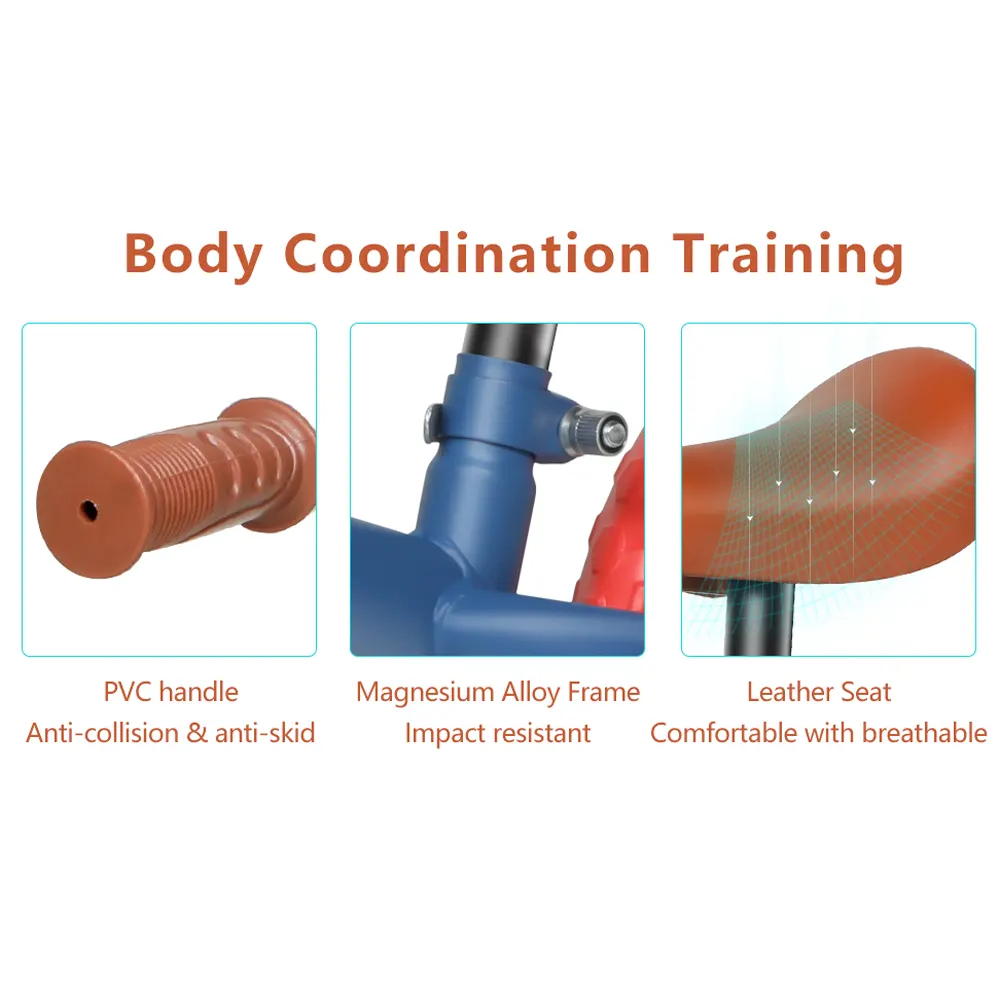 Body Coordination Training
PVC handle
Anti-collision & anti-skid
Magnesium Alloy Frame
Impact resistant
Leather Seat
Comfortable with breathable